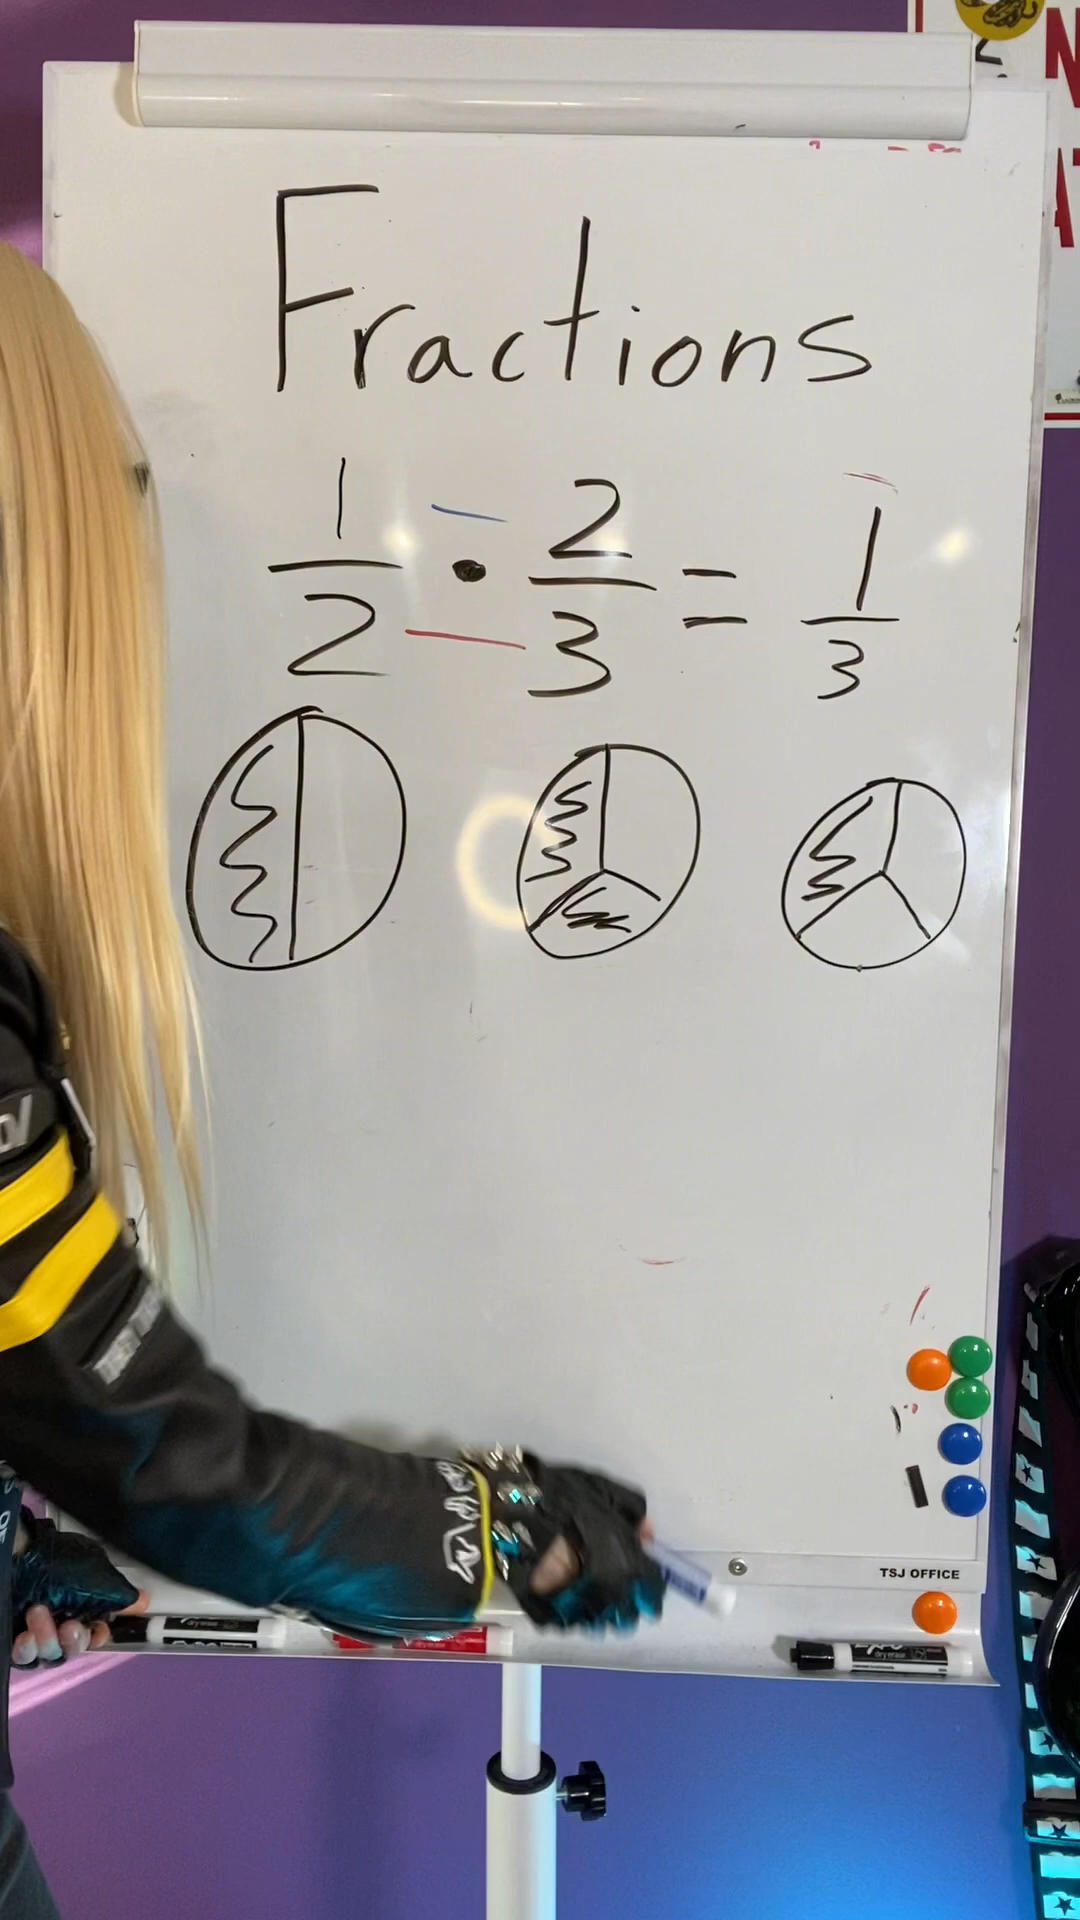 Fractions
1/2 • 2/3 = 1/3
TSJ OFFICE